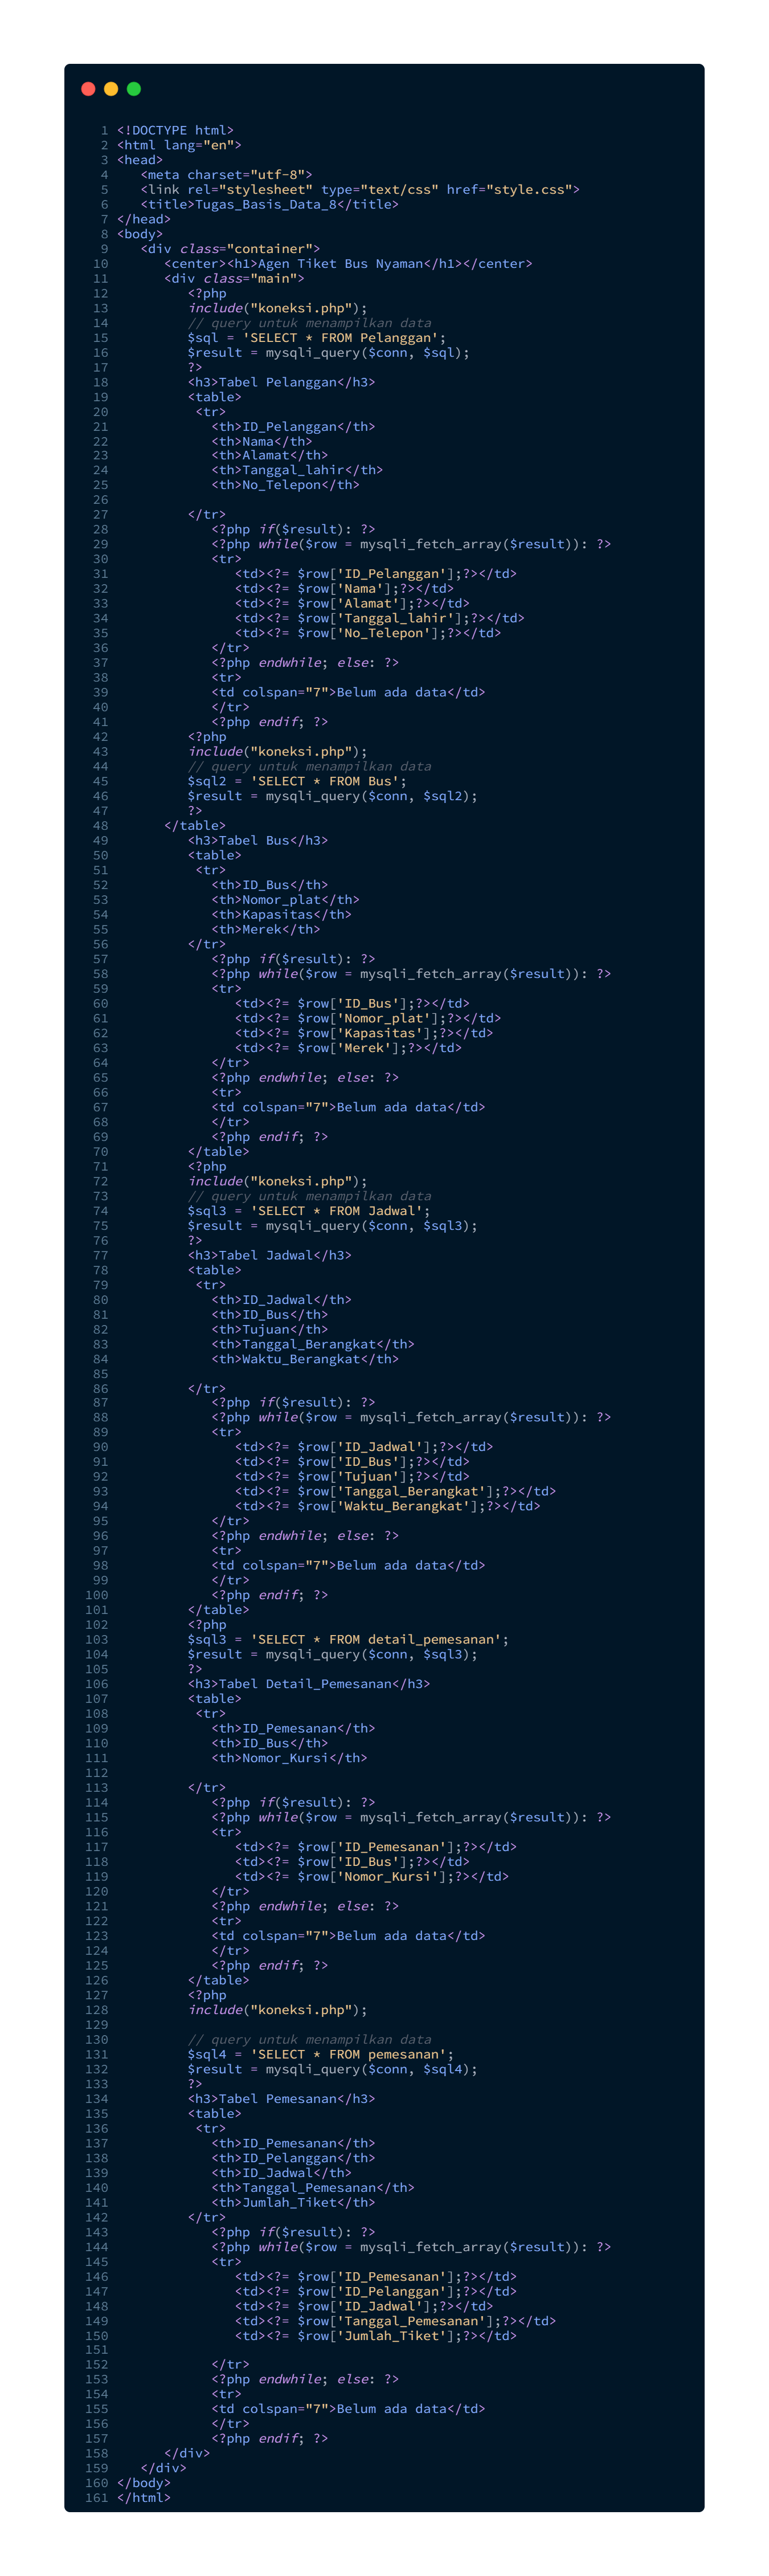 1 <!DOCTYPE html>
2 <html lang="en">
3 <head>
4    <meta charset="utf-8">
5    <link rel="stylesheet" type="text/css" href="style.css">
6    <title>Tugas_Basis_Data_8</title>
7 </head>
8 <body>
9    <div class="container">
10       <center><h1>Agen Tiket Bus Nyaman</h1></center>
11       <div class="main">
12          <?php
13          include("koneksi.php");
14          // query untuk menampilkan data
15          $sql = 'SELECT * FROM Pelanggan';
16          $result = mysqli_query($conn, $sql);
17          ?>
18          <h3>Tabel Pelanggan</h3>
19          <table>
20           <tr>
21             <th>ID_Pelanggan</th>
22             <th>Nama</th>
23             <th>Alamat</th>
24             <th>Tanggal_lahir</th>
25             <th>No_Telepon</th>
26
27          </tr>
28             <?php if($result): ?>
29             <?php while($row = mysqli_fetch_array($result)): ?>
30             <tr>
31                <td><?= $row['ID_Pelanggan'];?></td>
32                <td><?= $row['Nama'];?></td>
33                <td><?= $row['Alamat'];?></td>
34                <td><?= $row['Tanggal_lahir'];?></td>
35                <td><?= $row['No_Telepon'];?></td>
36             </tr>
37             <?php endwhile; else: ?>
38             <tr>
39             <td colspan="7">Belum ada data</td>
40             </tr>
41             <?php endif; ?>
42          <?php
43          include("koneksi.php");
44          // query untuk menampilkan data
45          $sql2 = 'SELECT * FROM Bus';
46          $result = mysqli_query($conn, $sql2);
47          ?>
48       </table>
49          <h3>Tabel Bus</h3>
50          <table>
51           <tr>
52             <th>ID_Bus</th>
53             <th>Nomor_plat</th>
54             <th>Kapasitas</th>
55             <th>Merek</th>
56          </tr>
57             <?php if($result): ?>
58             <?php while($row = mysqli_fetch_array($result)): ?>
59             <tr>
60                <td><?= $row['ID_Bus'];?></td>
61                <td><?= $row['Nomor_plat'];?></td>
62                <td><?= $row['Kapasitas'];?></td>
63                <td><?= $row['Merek'];?></td>
64             </tr>
65             <?php endwhile; else: ?>
66             <tr>
67             <td colspan="7">Belum ada data</td>
68             </tr>
69             <?php endif; ?>
70          </table>
71          <?php
72          include("koneksi.php");
73          // query untuk menampilkan data
74          $sql3 = 'SELECT * FROM Jadwal';
75          $result = mysqli_query($conn, $sql3);
76          ?>
77          <h3>Tabel Jadwal</h3>
78          <table>
79           <tr>
80             <th>ID_Jadwal</th>
81             <th>ID_Bus</th>
82             <th>Tujuan</th>
83             <th>Tanggal_Berangkat</th>
84             <th>Waktu_Berangkat</th>
85
86          </tr>
87             <?php if($result): ?>
88             <?php while($row = mysqli_fetch_array($result)): ?>
89             <tr>
90                <td><?= $row['ID_Jadwal'];?></td>
91                <td><?= $row['ID_Bus'];?></td>
92                <td><?= $row['Tujuan'];?></td>
93                <td><?= $row['Tanggal_Berangkat'];?></td>
94                <td><?= $row['Waktu_Berangkat'];?></td>
95             </tr>
96             <?php endwhile; else: ?>
97             <tr>
98             <td colspan="7">Belum ada data</td>
99             </tr>
100             <?php endif; ?>
101          </table>
102          <?php
103          $sql3 = 'SELECT * FROM detail_pemesanan';
104          $result = mysqli_query($conn, $sql3);
105          ?>
106          <h3>Tabel Detail_Pemesanan</h3>
107          <table>
108           <tr>
109             <th>ID_Pemesanan</th>
110             <th>ID_Bus</th>
111             <th>Nomor_Kursi</th>
112
113          </tr>
114             <?php if($result): ?>
115             <?php while($row = mysqli_fetch_array($result)): ?>
116             <tr>
117                <td><?= $row['ID_Pemesanan'];?></td>
118                <td><?= $row['ID_Bus'];?></td>
119                <td><?= $row['Nomor_Kursi'];?></td>
120             </tr>
121             <?php endwhile; else: ?>
122             <tr>
123             <td colspan="7">Belum ada data</td>
124             </tr>
125             <?php endif; ?>
126          </table>
127          <?php
128          include("koneksi.php");
129
130          // query untuk menampilkan data
131          $sql4 = 'SELECT * FROM pemesanan';
132          $result = mysqli_query($conn, $sql4);
133          ?>
134          <h3>Tabel Pemesanan</h3>
135          <table>
136           <tr>
137             <th>ID_Pemesanan</th>
138             <th>ID_Pelanggan</th>
139             <th>ID_Jadwal</th>
140             <th>Tanggal_Pemesanan</th>
141             <th>Jumlah_Tiket</th>
142          </tr>
143             <?php if($result): ?>
144             <?php while($row = mysqli_fetch_array($result)): ?>
145             <tr>
146                <td><?= $row['ID_Pemesanan'];?></td>
147                <td><?= $row['ID_Pelanggan'];?></td>
148                <td><?= $row['ID_Jadwal'];?></td>
149                <td><?= $row['Tanggal_Pemesanan'];?></td>
150                <td><?= $row['Jumlah_Tiket'];?></td>
151
152             </tr>
153             <?php endwhile; else: ?>
154             <tr>
155             <td colspan="7">Belum ada data</td>
156             </tr>
157             <?php endif; ?>
158       </div>
159    </div>
160 </body>
161 </html>